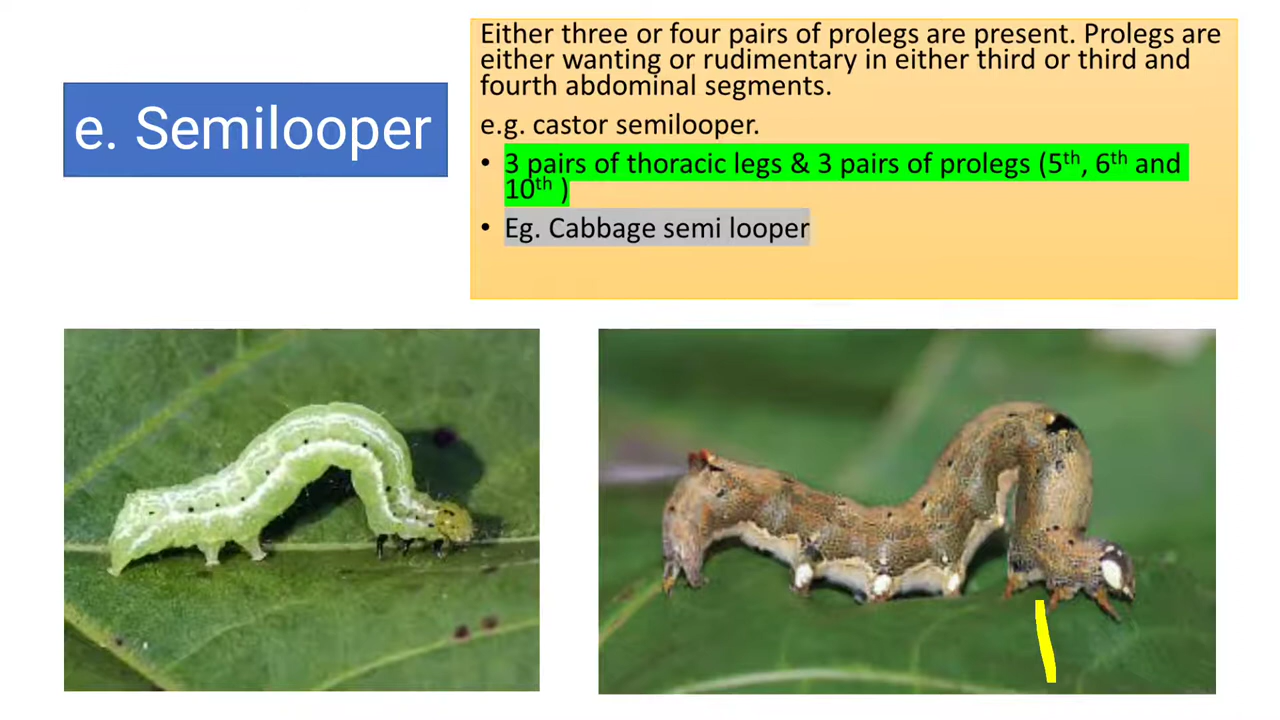 e. Semilooper
Either three or four pairs of prolegs are present. Prolegs are
either wanting or rudimentary in either third or third and
fourth abdominal segments.
e.g. castor semilooper.
• 3 pairs of thoracic legs & 3 pairs of prolegs (5th, 6th and
10th )
• Eg. Cabbage semi looper